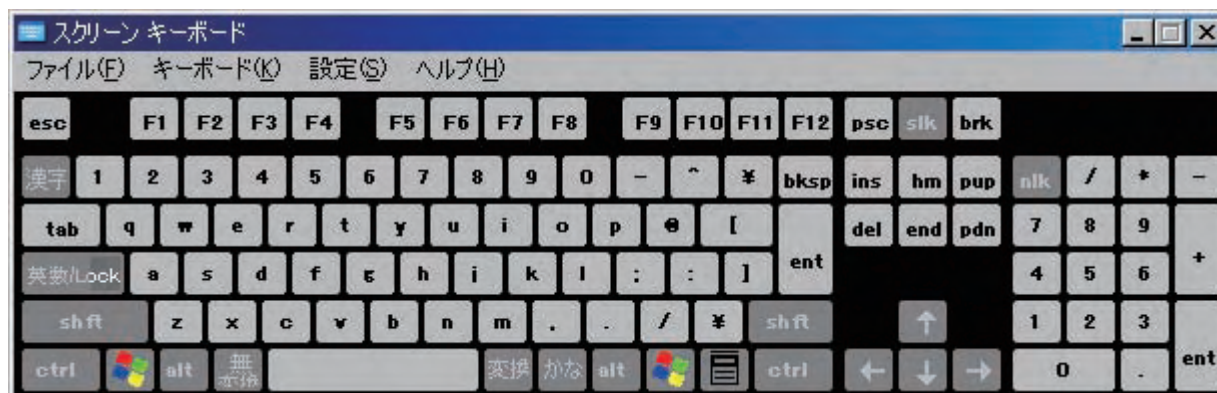 スクリーン キーボード
ファイル(F) キーボード(K) 設定(S) ヘルプ(H)
esc F1 F2 F3 F4 F5 F6 F7 F8 F9 F10 F11 F12 psc slk brk
漢字 1 2 3 4 5 6 7 8 9 0 - ^ ¥ bksp ins hm pup nlk / * -
tab q w e r t y u i o p @ [ ent del end pdn 7 8 9 +
英数/Lock a s d f g h j k l ; : ] 4 5 6
shft z x c v b n m , . / ¥ shft ↑ 1 2 3 ent
ctrl alt 無変換 変換 かな alt ctrl ← ↓ → 0 .